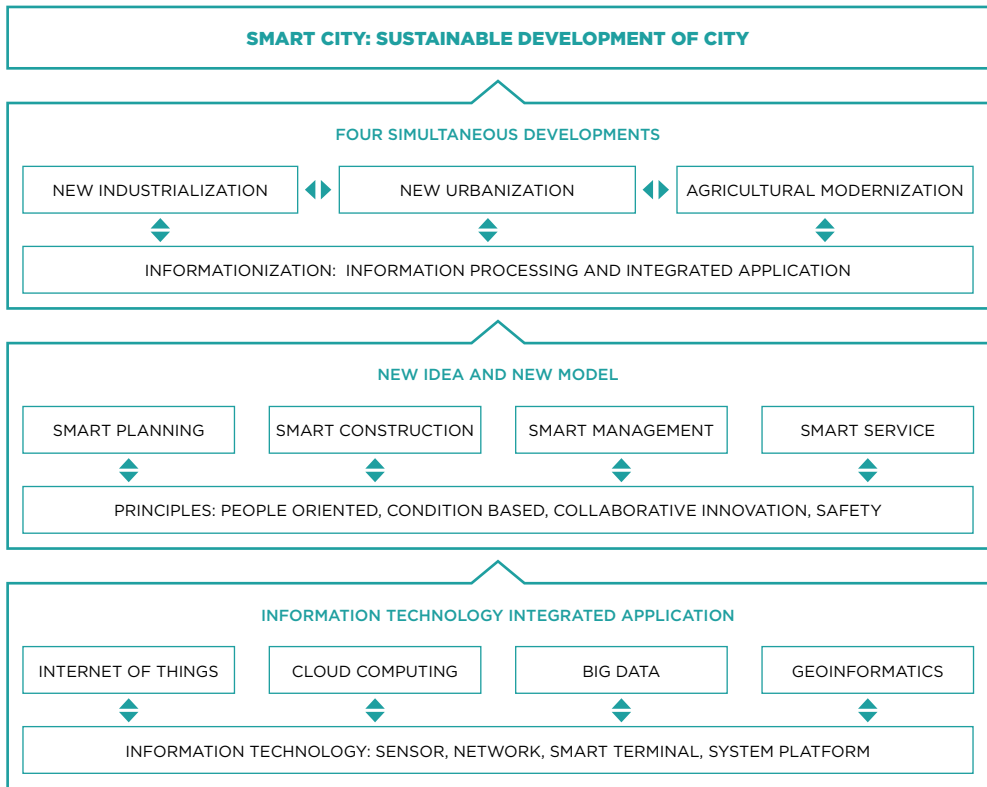 SMART CITY: SUSTAINABLE DEVELOPMENT OF CITY
FOUR SIMULTANEOUS DEVELOPMENTS
NEW INDUSTRIALIZATION
NEW URBANIZATION
AGRICULTURAL MODERNIZATION
INFORMATIONIZATION: INFORMATION PROCESSING AND INTEGRATED APPLICATION
NEW IDEA AND NEW MODEL
SMART PLANNING
SMART CONSTRUCTION
SMART MANAGEMENT
SMART SERVICE
PRINCIPLES: PEOPLE ORIENTED, CONDITION BASED, COLLABORATIVE INNOVATION, SAFETY
INFORMATION TECHNOLOGY INTEGRATED APPLICATION
INTERNET OF THINGS
CLOUD COMPUTING
BIG DATA
GEOINFORMATICS
INFORMATION TECHNOLOGY: SENSOR, NETWORK, SMART TERMINAL, SYSTEM PLATFORM